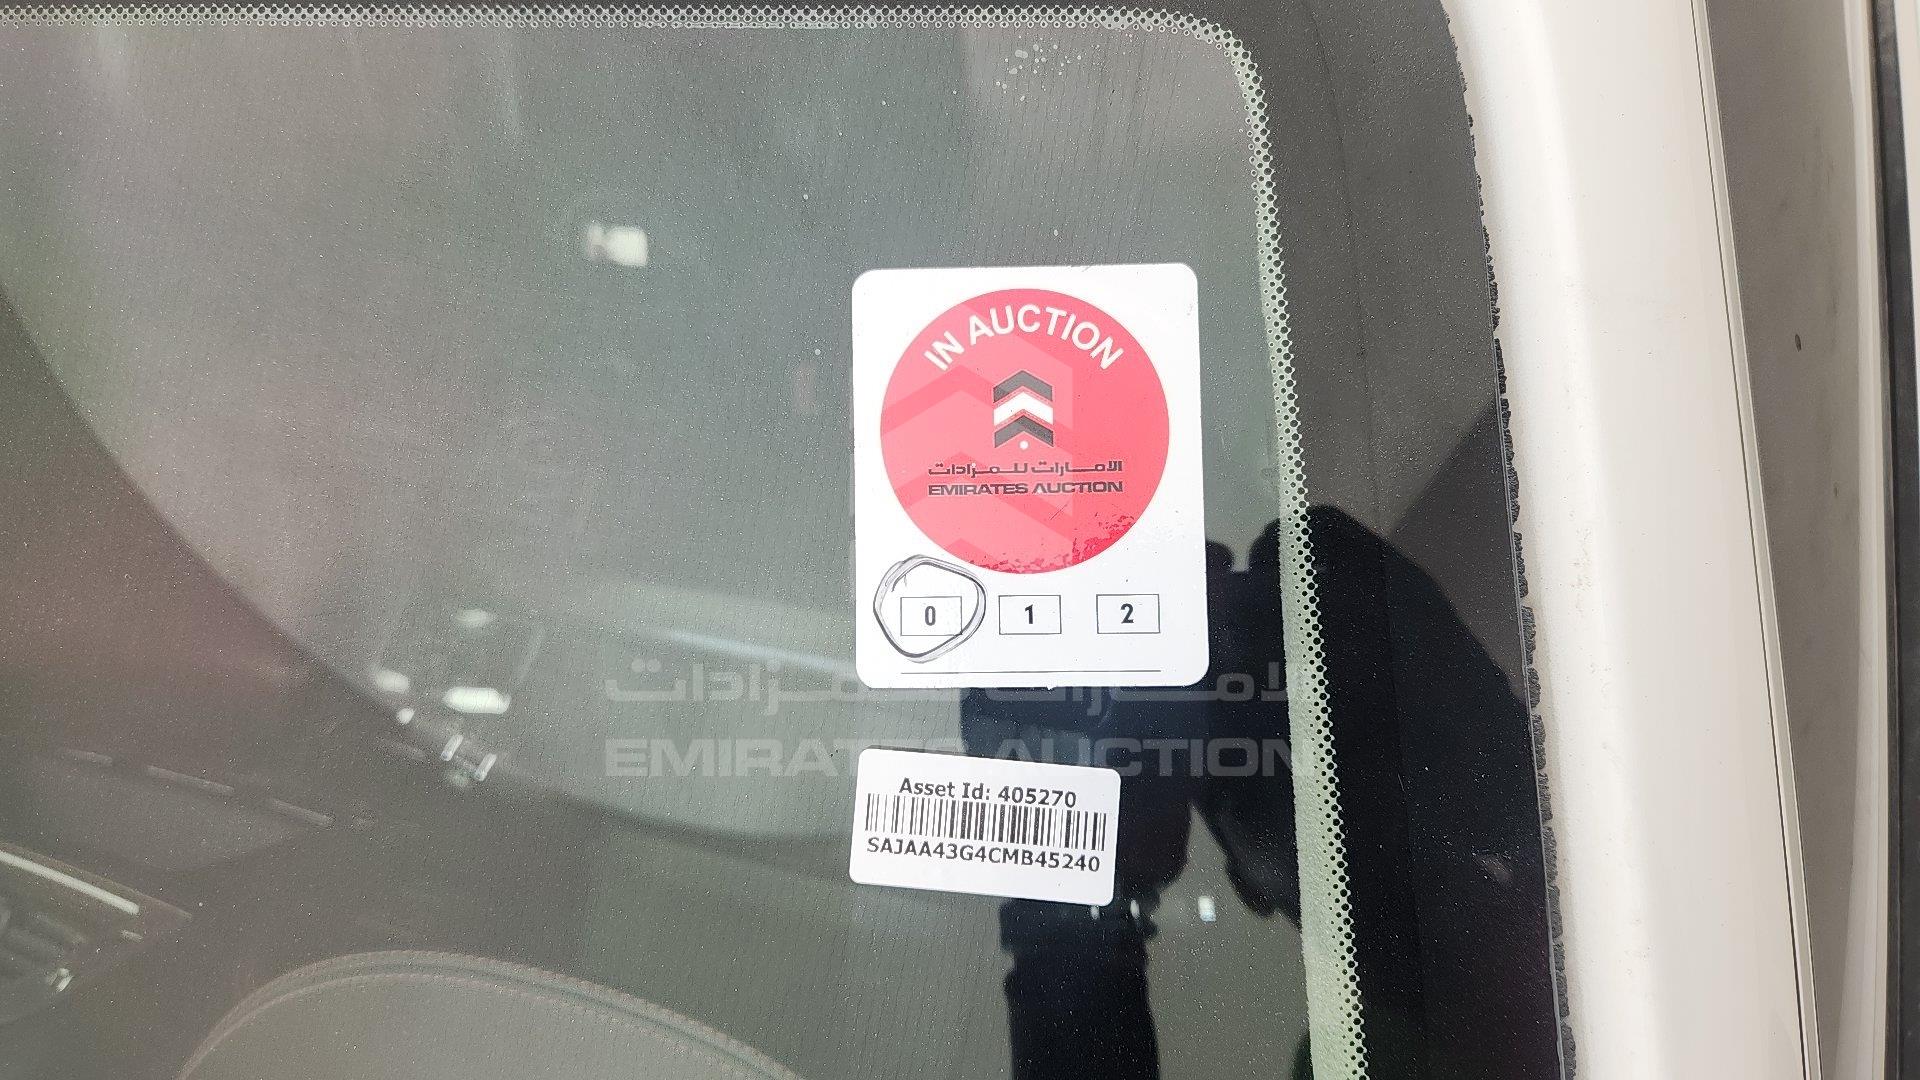 IN AUCTION
الامارات للمزادات
EMIRATES AUCTION
0 1 2
الامارات للمزادات
EMIRATES AUCTION
Asset Id: 405270
SAJAA43G4CMB45240